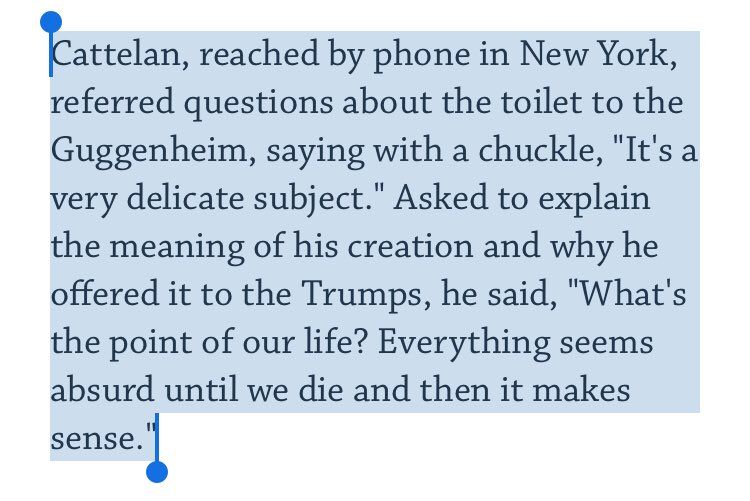 Cattelan, reached by phone in New York,
referred questions about the toilet to the
Guggenheim, saying with a chuckle, "It's a
very delicate subject." Asked to explain
the meaning of his creation and why he
offered it to the Trumps, he said, "What's
the point of our life? Everything seems
absurd until we die and then it makes
sense."